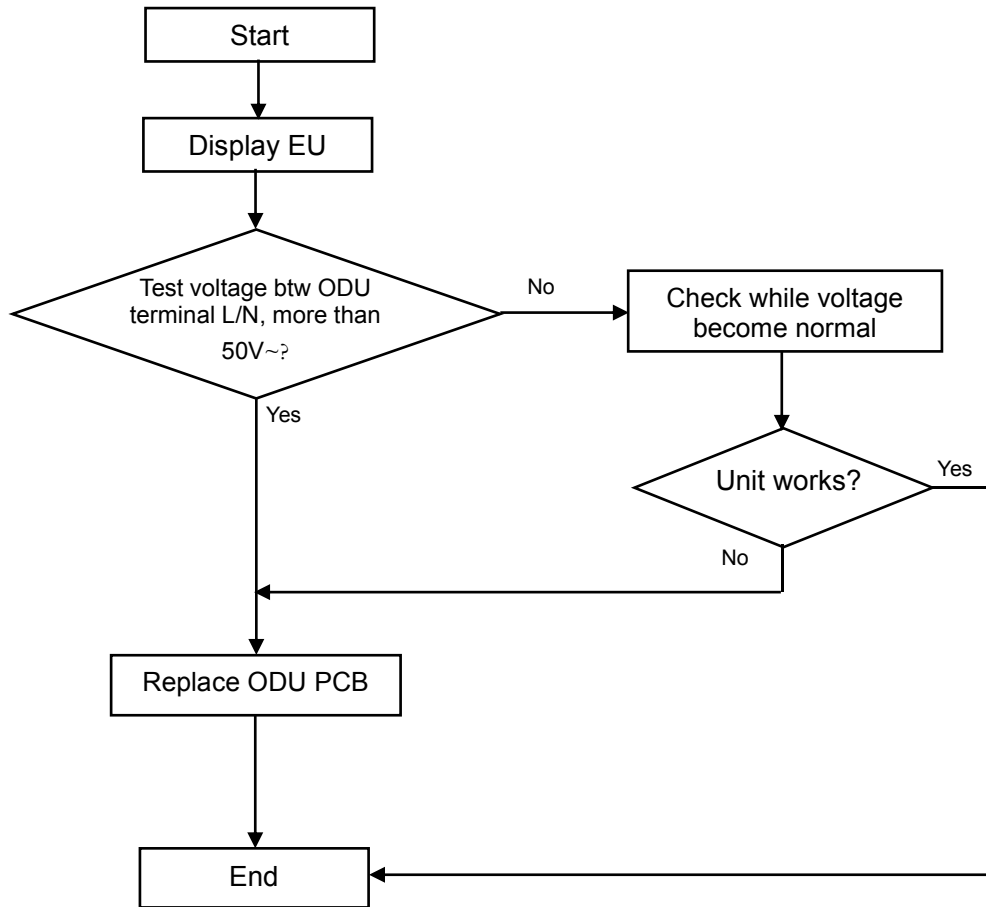 Start
Display EU
Test voltage btw ODU
terminal L/N, more than
50V~?
No
Check while voltage
become normal
Yes
Unit works?
Yes
No
Replace ODU PCB
End